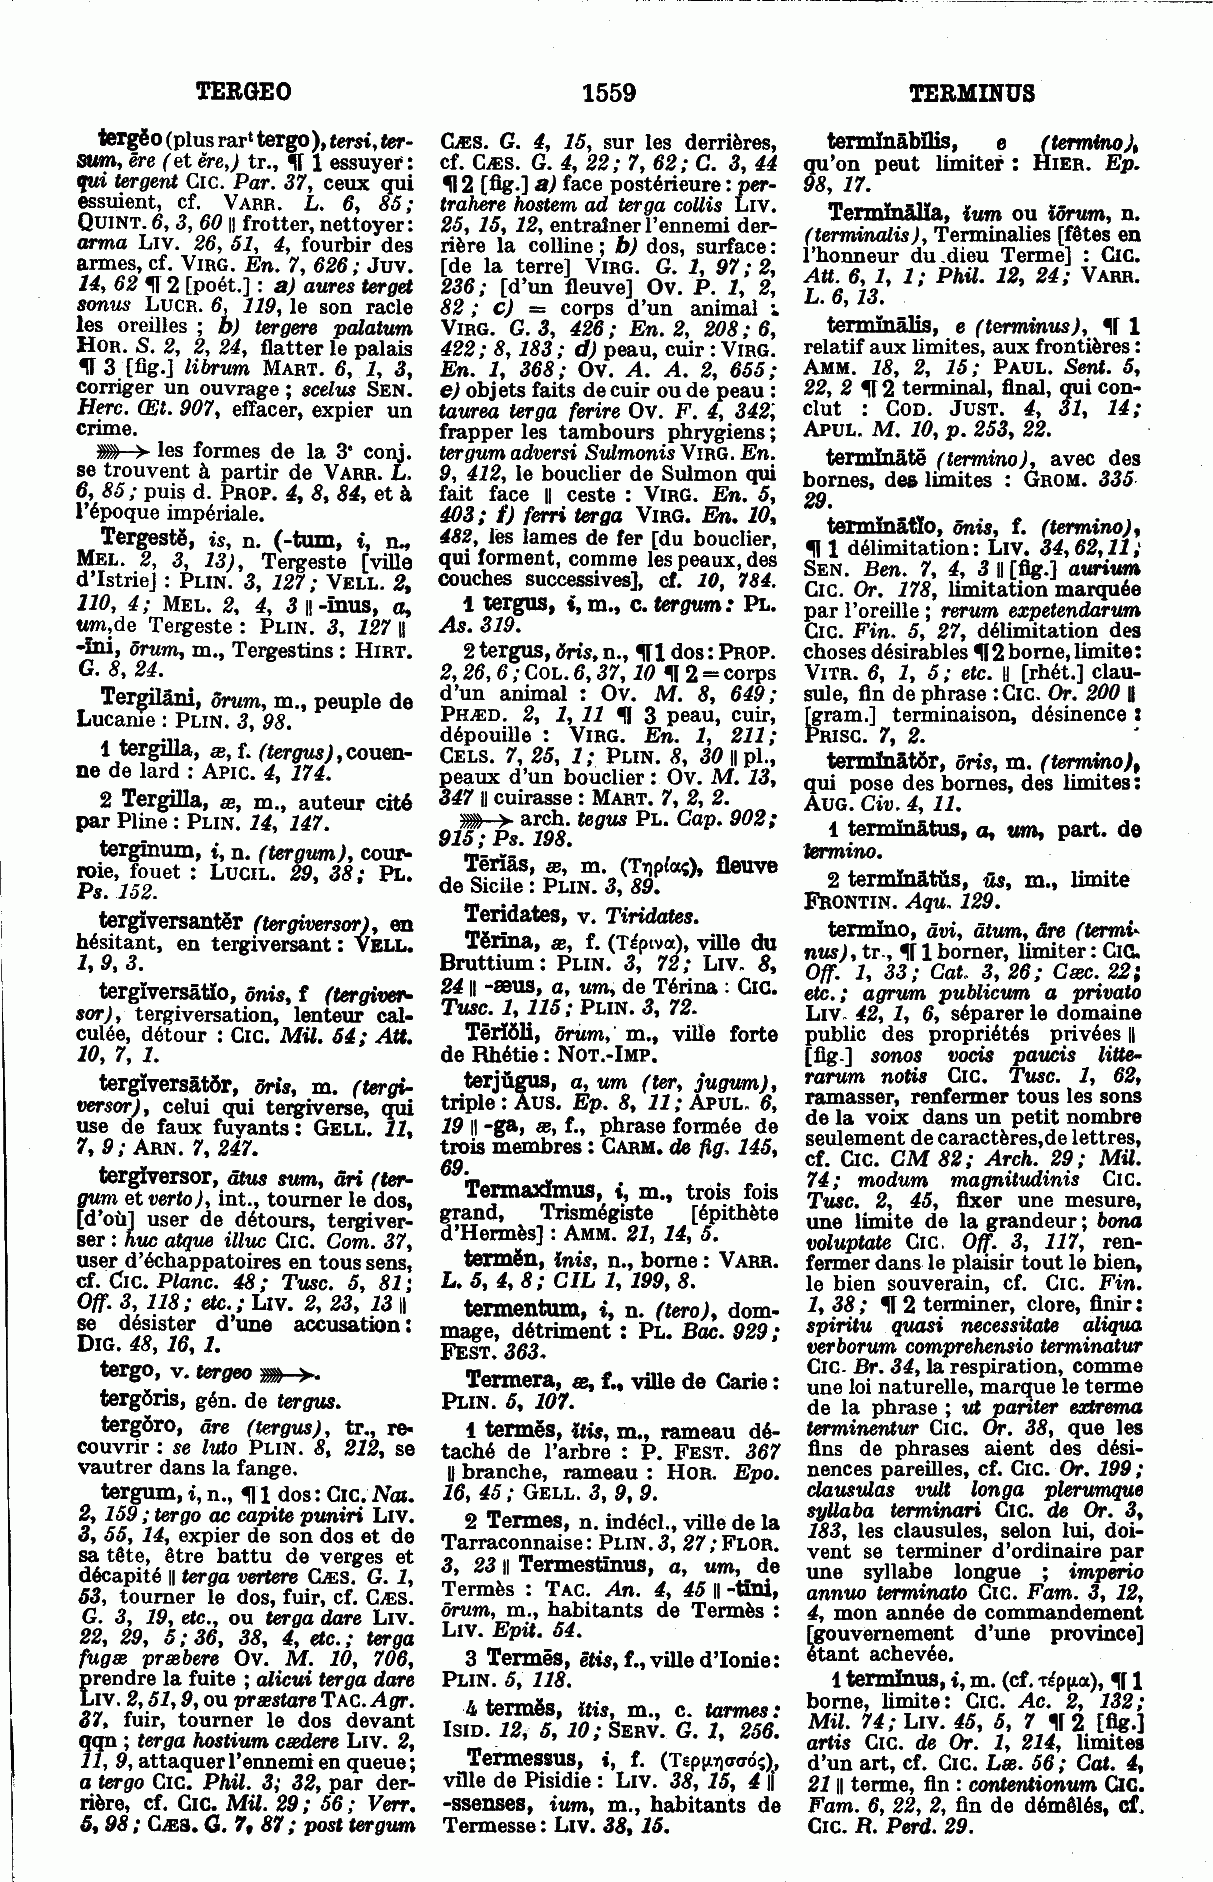 TERGEO 1559 TERMINUS
tergĕo (plus rarᵗ tergo), tersi, ter-
sum, ēre (et ĕre,) tr., ¶ 1 essuyer :
qui tergent CIC. Par. 37, ceux qui
essuient, cf. VARR. L. 6, 85 ;
QUINT. 6, 3, 60 || frotter, nettoyer :
arma LIV. 26, 51, 4, fourbir des
armes, cf. VIRG. En. 7, 626 ; JUV.
14, 62 ¶ 2 [poét.] : a) aures terget
sonus LUCR. 6, 119, le son racle
les oreilles ; b) tergere palatum
HOR. S. 2, 2, 24, flatter le palais
¶ 3 [fig.] librum MART. 6, 1, 3,
corriger un ouvrage ; scelus SEN.
Herc. Œt. 907, effacer, expier un
crime.
»»→ les formes de la 3ᵉ conj.
se trouvent à partir de VARR. L.
6, 85 ; puis d. PROP. 4, 8, 84, et à
l'époque impériale.
Tergestĕ, is, n. (-tum, i, n.,
MEL. 2, 3, 13), Tergeste [ville
d'Istrie] : PLIN. 3, 127 ; VELL. 2,
110, 4 ; MEL. 2, 4, 3 || -īnus, a,
um, de Tergeste : PLIN. 3, 127 ||
-īni, ōrum, m., Tergestins : HIRT.
G. 8, 24.
Tergilāni, ōrum, m., peuple de
Lucanie : PLIN. 3, 98.
1 tergilla, æ, f. (tergus), couen-
ne de lard : APIC. 4, 174.
2 Tergilla, æ, m., auteur cité
par Pline : PLIN. 14, 147.
tergīnum, i, n. (tergum), cour-
roie, fouet : LUCIL. 29, 38 ; PL.
Ps. 152.
tergĭversantĕr (tergiversor), en
hésitant, en tergiversant : VELL.
1, 9, 3.
tergĭversātĭo, ōnis, f (tergiver-
sor), tergiversation, lenteur cal-
culée, détour : CIC. Mil. 54 ; Att.
10, 7, 1.
tergĭversātŏr, ōris, m. (tergi-
versor), celui qui tergiverse, qui
use de faux fuyants : GELL. 11,
7, 9 ; ARN. 7, 247.
tergĭversor, ātus sum, āri (ter-
gum et verto), int., tourner le dos,
[d'où] user de détours, tergiver-
ser : huc atque illuc CIC. Com. 37,
user d'échappatoires en tous sens,
cf. CIC. Planc. 48 ; Tusc. 5, 81 ;
Off. 3, 118 ; etc. ; LIV. 2, 23, 13 ||
se désister d'une accusation :
DIG. 48, 16, 1.
tergo, v. tergeo »»→.
tergŏris, gén. de tergus.
tergŏro, āre (tergus), tr., re-
couvrir : se luto PLIN. 8, 212, se
vautrer dans la fange.
tergum, i, n., ¶ 1 dos : CIC. Nat.
2, 159 ; tergo ac capite puniri LIV.
3, 55, 14, expier de son dos et de
sa tête, être battu de verges et
décapité || terga vertere CÆS. G. 1,
53, tourner le dos, fuir, cf. CÆS.
G. 3, 19, etc., ou terga dare LIV.
22, 29, 5 ; 36, 38, 4, etc. ; terga
fugæ præbere OV. M. 10, 706,
prendre la fuite ; alicui terga dare
LIV. 2, 51, 9, ou præstare TAC. Agr.
37, fuir, tourner le dos devant
qqn ; terga hostium cædere LIV. 2,
11, 9, attaquer l'ennemi en queue ;
a tergo CIC. Phil. 3, 32, par der-
rière, cf. CIC. Mil. 29 ; 56 ; Verr.
5, 98 ; CÆS. G. 7, 87 ; post tergum
CÆS. G. 4, 15, sur les derrières,
cf. CÆS. G. 4, 22 ; 7, 62 ; C. 3, 44
¶ 2 [fig.] a) face postérieure : per-
trahere hostem ad terga collis LIV.
25, 15, 12, entraîner l'ennemi der-
rière la colline ; b) dos, surface :
[de la terre] VIRG. G. 1, 97 ; 2,
236 ; [d'un fleuve] OV. P. 1, 2,
82 ; c) = corps d'un animal :
VIRG. G. 3, 426 ; En. 2, 208 ; 6,
422 ; 8, 183 ; d) peau, cuir : VIRG.
En. 1, 368 ; OV. A. A. 2, 655 ;
e) objets faits de cuir ou de peau :
taurea terga ferire OV. F. 4, 342,
frapper les tambours phrygiens ;
tergum adversi Sulmonis VIRG. En.
9, 412, le bouclier de Sulmon qui
fait face || ceste : VIRG. En. 5,
403 ; f) ferri terga VIRG. En. 10,
482, les lames de fer [du bouclier,
qui forment, comme les peaux, des
couches successives], cf. 10, 784.
1 tergus, i, m., c. tergum : PL.
As. 319.
2 tergus, ŏris, n., ¶ 1 dos : PROP.
2, 26, 6 ; COL. 6, 37, 10 ¶ 2 = corps
d'un animal : OV. M. 8, 649 ;
PHÆD. 2, 1, 11 ¶ 3 peau, cuir,
dépouille : VIRG. En. 1, 211 ;
CELS. 7, 25, 1 ; PLIN. 8, 30 || pl.,
peaux d'un bouclier : OV. M. 13,
347 || cuirasse : MART. 7, 2, 2.
»»→ arch. tegus PL. Cap. 902 ;
915 ; Ps. 198.
Tērĭās, æ, m. (Τηρίας), fleuve
de Sicile : PLIN. 3, 89.
Teridates, v. Tiridates.
Tĕrīna, æ, f. (Τέρινα), ville du
Bruttium : PLIN. 3, 72 ; LIV. 8,
24 || -æus, a, um, de Térina : CIC.
Tusc. 1, 115 ; PLIN. 3, 72.
Tērĭŏli, ōrum, m., ville forte
de Rhétie : NOT.-IMP.
terjŭgus, a, um (ter, jugum),
triple : AUS. Ep. 8, 11 ; APUL. 6,
19 || -ga, æ, f., phrase formée de
trois membres : CARM. de fig. 145,
69.
Termaxĭmus, i, m., trois fois
grand, Trismégiste [épithète
d'Hermès] : AMM. 21, 14, 5.
termĕn, ĭnis, n., borne : VARR.
L. 5, 4, 8 ; CIL 1, 199, 8.
termentum, i, n. (tero), dom-
mage, détriment : PL. Bac. 929 ;
FEST. 363.
Termera, æ, f., ville de Carie :
PLIN. 5, 107.
1 termĕs, ĭtis, m., rameau dé-
taché de l'arbre : P. FEST. 367
|| branche, rameau : HOR. Epo.
16, 45 ; GELL. 3, 9, 9.
2 Termes, n. indécl., ville de la
Tarraconnaise : PLIN. 3, 27 ; FLOR.
3, 23 || Termestīnus, a, um, de
Termès : TAC. An. 4, 45 || -tīni,
ōrum, m., habitants de Termès :
LIV. Epit. 54.
3 Termēs, ētis, f., ville d'Ionie :
PLIN. 5, 118.
4 termĕs, ĭtis, m., c. tarmes :
ISID. 12, 5, 10 ; SERV. G. 1, 256.
Termessus, i, f. (Τερμησσός),
ville de Pisidie : LIV. 38, 15, 4 ||
-ssenses, ium, m., habitants de
Termesse : LIV. 38, 15.
termĭnābĭlis, e (termino),
qu'on peut limiter : HIER. Ep.
98, 17.
Termĭnālĭa, ĭum ou ĭōrum, n.
(terminalis), Terminalies [fêtes en
l'honneur du dieu Terme] : CIC.
Att. 6, 1, 1 ; Phil. 12, 24 ; VARR.
L. 6, 13.
termĭnālis, e (terminus), ¶ 1
relatif aux limites, aux frontières :
AMM. 18, 2, 15 ; PAUL. Sent. 5,
22, 2 ¶ 2 terminal, final, qui con-
clut : COD. JUST. 4, 31, 14 ;
APUL. M. 10, p. 253, 22.
termĭnātē (termino), avec des
bornes, des limites : GROM. 335
29.
termĭnātĭo, ōnis, f. (termino),
¶ 1 délimitation : LIV. 34, 62, 11 ;
SEN. Ben. 7, 4, 3 || [fig.] aurium
CIC. Or. 178, limitation marquée
par l'oreille ; rerum expetendarum
CIC. Fin. 5, 27, délimitation des
choses désirables ¶ 2 borne, limite :
VITR. 6, 1, 5 ; etc. || [rhét.] clau-
sule, fin de phrase : CIC. Or. 200 ||
[gram.] terminaison, désinence :
PRISC. 7, 2.
termĭnātŏr, ōris, m. (termino),
qui pose des bornes, des limites :
AUG. Civ. 4, 11.
1 termĭnātus, a, um, part. de
termino.
2 termĭnātŭs, ūs, m., limite
FRONTIN. Aqu. 129.
termĭno, āvi, ātum, āre (termi-
nus), tr., ¶ 1 borner, limiter : CIC.
Off. 1, 33 ; Cat. 3, 26 ; Cæc. 22 ;
etc. ; agrum publicum a privato
LIV. 42, 1, 6, séparer le domaine
public des propriétés privées ||
[fig.] sonos vocis paucis litte-
rarum notis CIC. Tusc. 1, 62,
ramasser, renfermer tous les sons
de la voix dans un petit nombre
seulement de caractères, de lettres,
cf. CIC. CM 82 ; Arch. 29 ; Mil.
74 ; modum magnitudinis CIC.
Tusc. 2, 45, fixer une mesure,
une limite de la grandeur ; bona
voluptate CIC. Off. 3, 117, ren-
fermer dans le plaisir tout le bien,
le bien souverain, cf. CIC. Fin.
1, 38 ; ¶ 2 terminer, clore, finir :
spiritu quasi necessitate aliqua
verborum comprehensio terminatur
CIC. Br. 34, la respiration, comme
une loi naturelle, marque le terme
de la phrase ; ut pariter extrema
terminentur CIC. Or. 38, que les
fins de phrases aient des dési-
nences pareilles, cf. CIC. Or. 199 ;
clausulas vult longa plerumque
syllaba terminari CIC. de Or. 3,
183, les clausules, selon lui, doi-
vent se terminer d'ordinaire par
une syllabe longue ; imperio
annuo terminato CIC. Fam. 3, 12,
4, mon année de commandement
[gouvernement d'une province]
étant achevée.
1 termĭnus, i, m. (cf. τέρμα), ¶ 1
borne, limite : CIC. Ac. 2, 132 ;
Mil. 74 ; LIV. 45, 5, 7 ¶ 2 [fig.]
artis CIC. de Or. 1, 214, limites
d'un art, cf. CIC. Læ. 56 ; Cat. 4,
21 || terme, fin : contentionum CIC.
Fam. 6, 22, 2, fin de démêlés, cf.
CIC. R. Perd. 29.